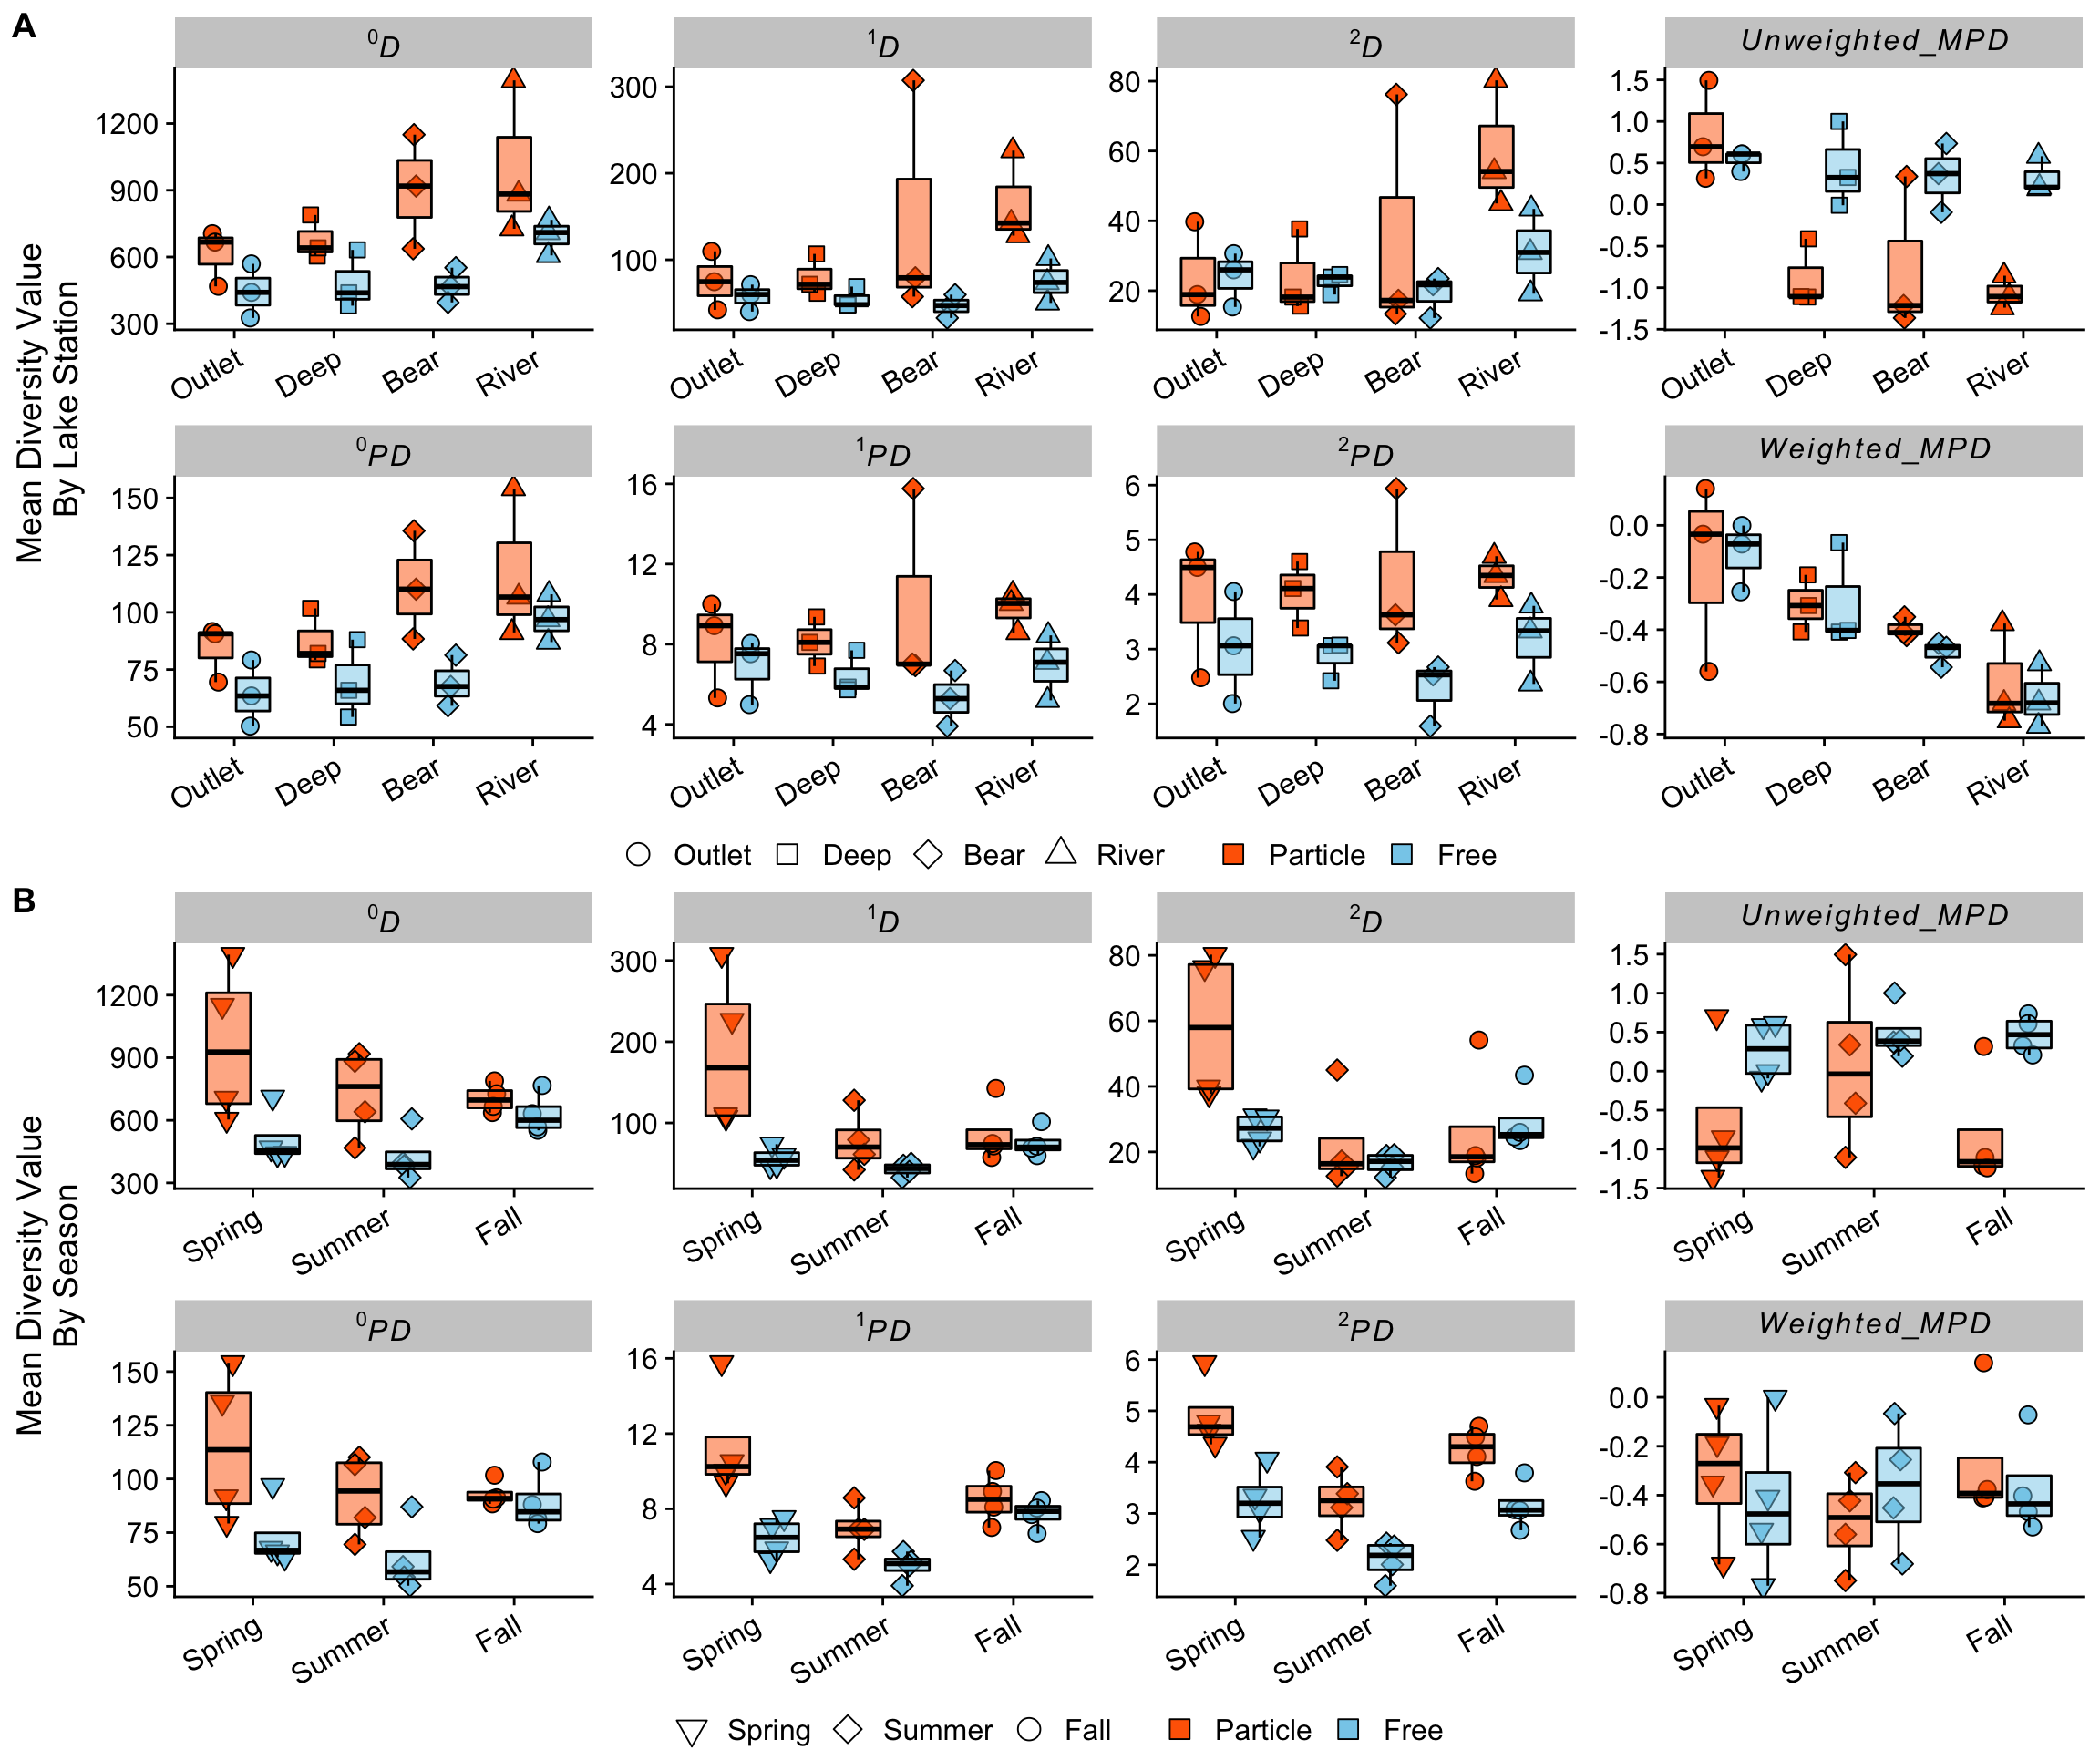 A
Mean Diversity Value
By Lake Station
⁰D
1200
900
600
300
Outlet Deep Bear River
¹D
300
200
100
Outlet Deep Bear River
²D
80
60
40
20
Outlet Deep Bear River
Unweighted_MPD
1.5
1.0
0.5
0.0
-0.5
-1.0
-1.5
Outlet Deep Bear River
⁰PD
150
125
100
75
50
Outlet Deep Bear River
¹PD
16
12
8
4
Outlet Deep Bear River
²PD
6
5
4
3
2
Outlet Deep Bear River
Weighted_MPD
0.0
-0.2
-0.4
-0.6
-0.8
Outlet Deep Bear River
Outlet Deep Bear River Particle Free
B
Mean Diversity Value
By Season
⁰D
1200
900
600
300
Spring Summer Fall
¹D
300
200
100
Spring Summer Fall
²D
80
60
40
20
Spring Summer Fall
Unweighted_MPD
1.5
1.0
0.5
0.0
-0.5
-1.0
-1.5
Spring Summer Fall
⁰PD
150
125
100
75
50
Spring Summer Fall
¹PD
16
12
8
4
Spring Summer Fall
²PD
6
5
4
3
2
Spring Summer Fall
Weighted_MPD
0.0
-0.2
-0.4
-0.6
-0.8
Spring Summer Fall
Spring Summer Fall Particle Free